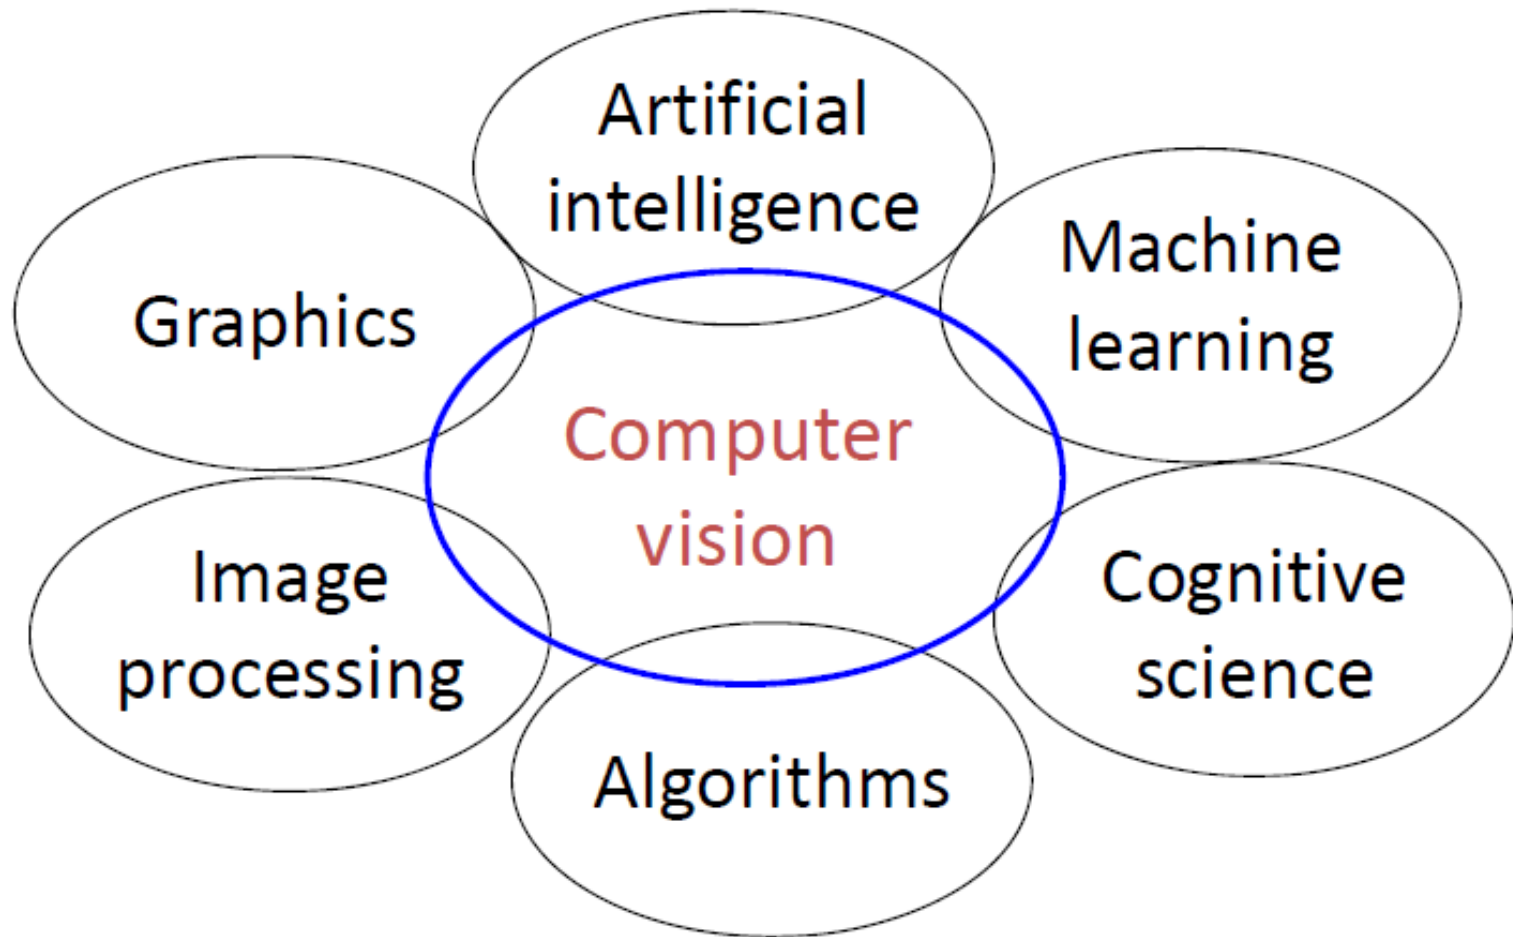 Artificial
intelligence
Machine
learning
Graphics
Computer
vision
Image
processing
Cognitive
science
Algorithms